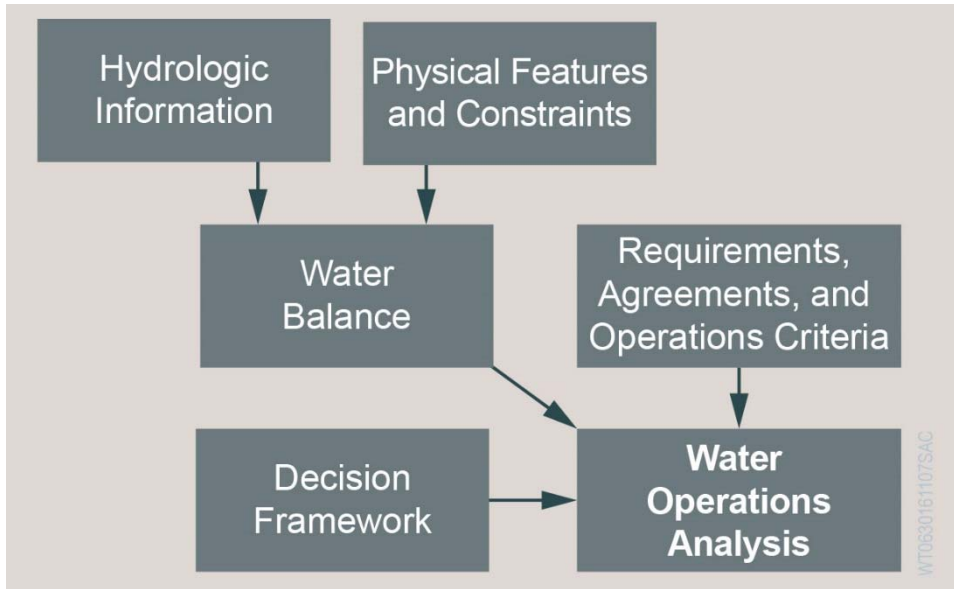 Hydrologic
Information
Physical Features
and Constraints
Water
Balance
Requirements,
Agreements, and
Operations Criteria
Decision
Framework
Water
Operations
Analysis
WT0630161107SAC